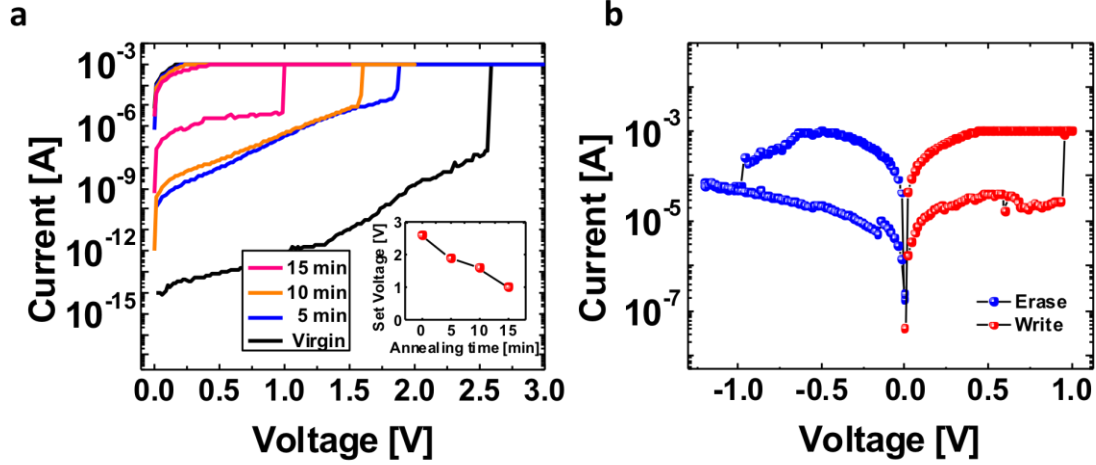 a
10⁻³
10⁻⁶
10⁻⁹
10⁻¹²
10⁻¹⁵
Current [A]
0.0 0.5 1.0 1.5 2.0 2.5 3.0
Voltage [V]
15 min
10 min
5 min
Virgin
3
2
1
0
Set Voltage [V]
0 5 10 15
Annealing time [min]
b
10⁻³
10⁻⁵
10⁻⁷
Current [A]
-1.0 -0.5 0.0 0.5 1.0
Voltage [V]
Erase
Write